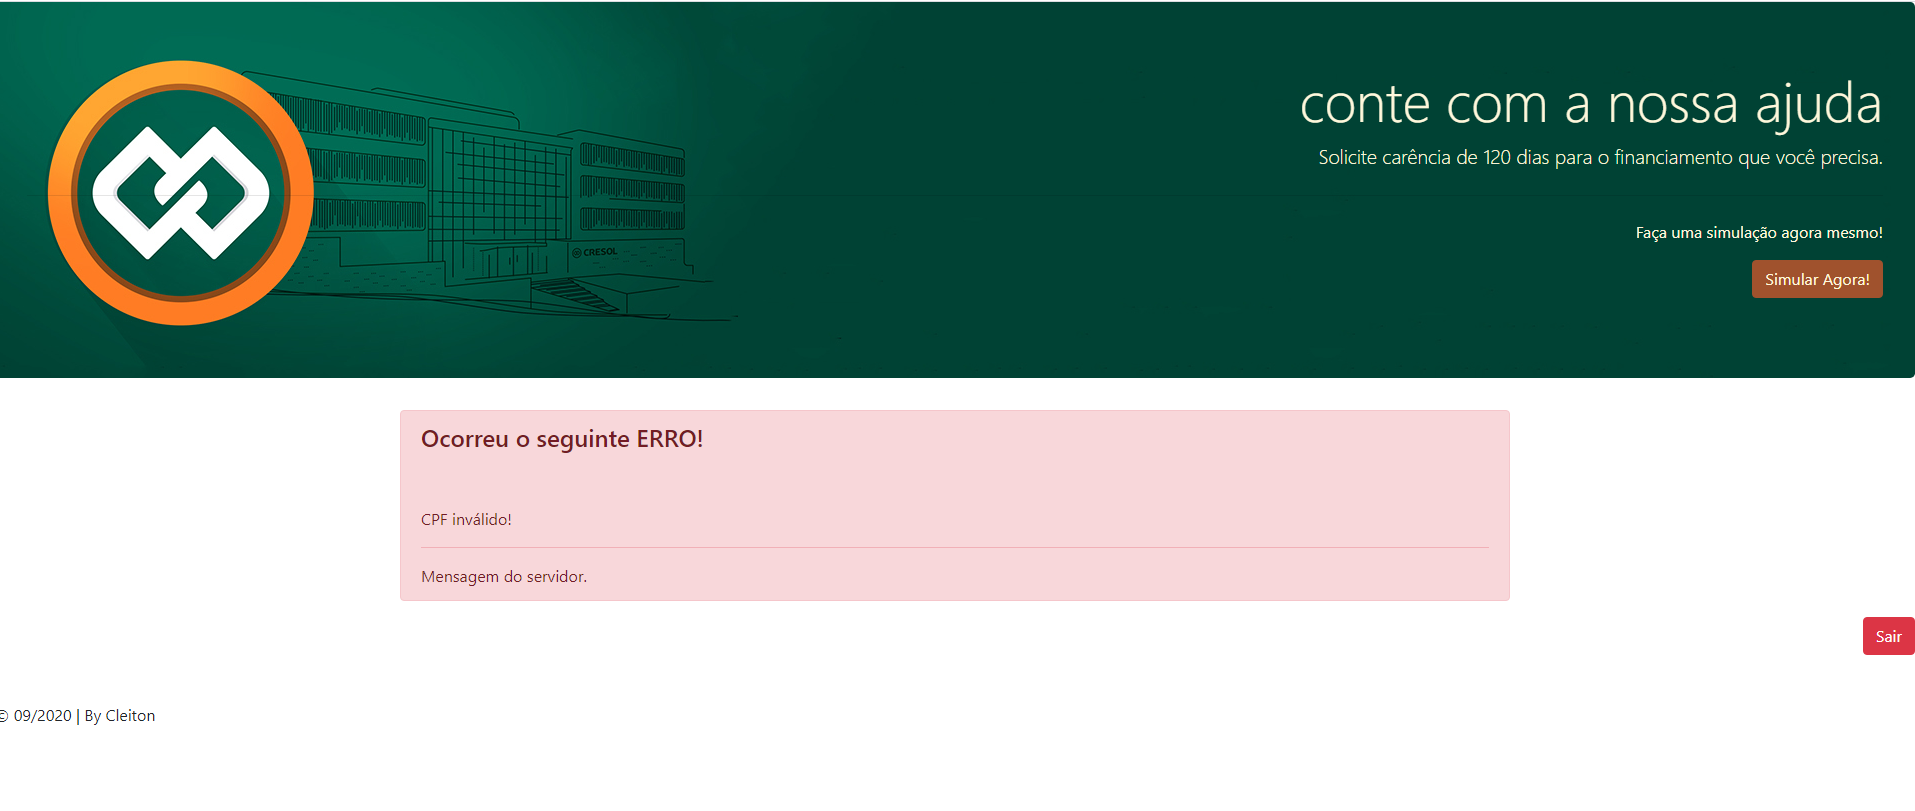 conte com a nossa ajuda
Solicite carência de 120 dias para o financiamento que você precisa.
Faça uma simulação agora mesmo!
Simular Agora!
CRESOL
Ocorreu o seguinte ERRO!
CPF inválido!
Mensagem do servidor.
Sair
© 09/2020 | By Cleiton